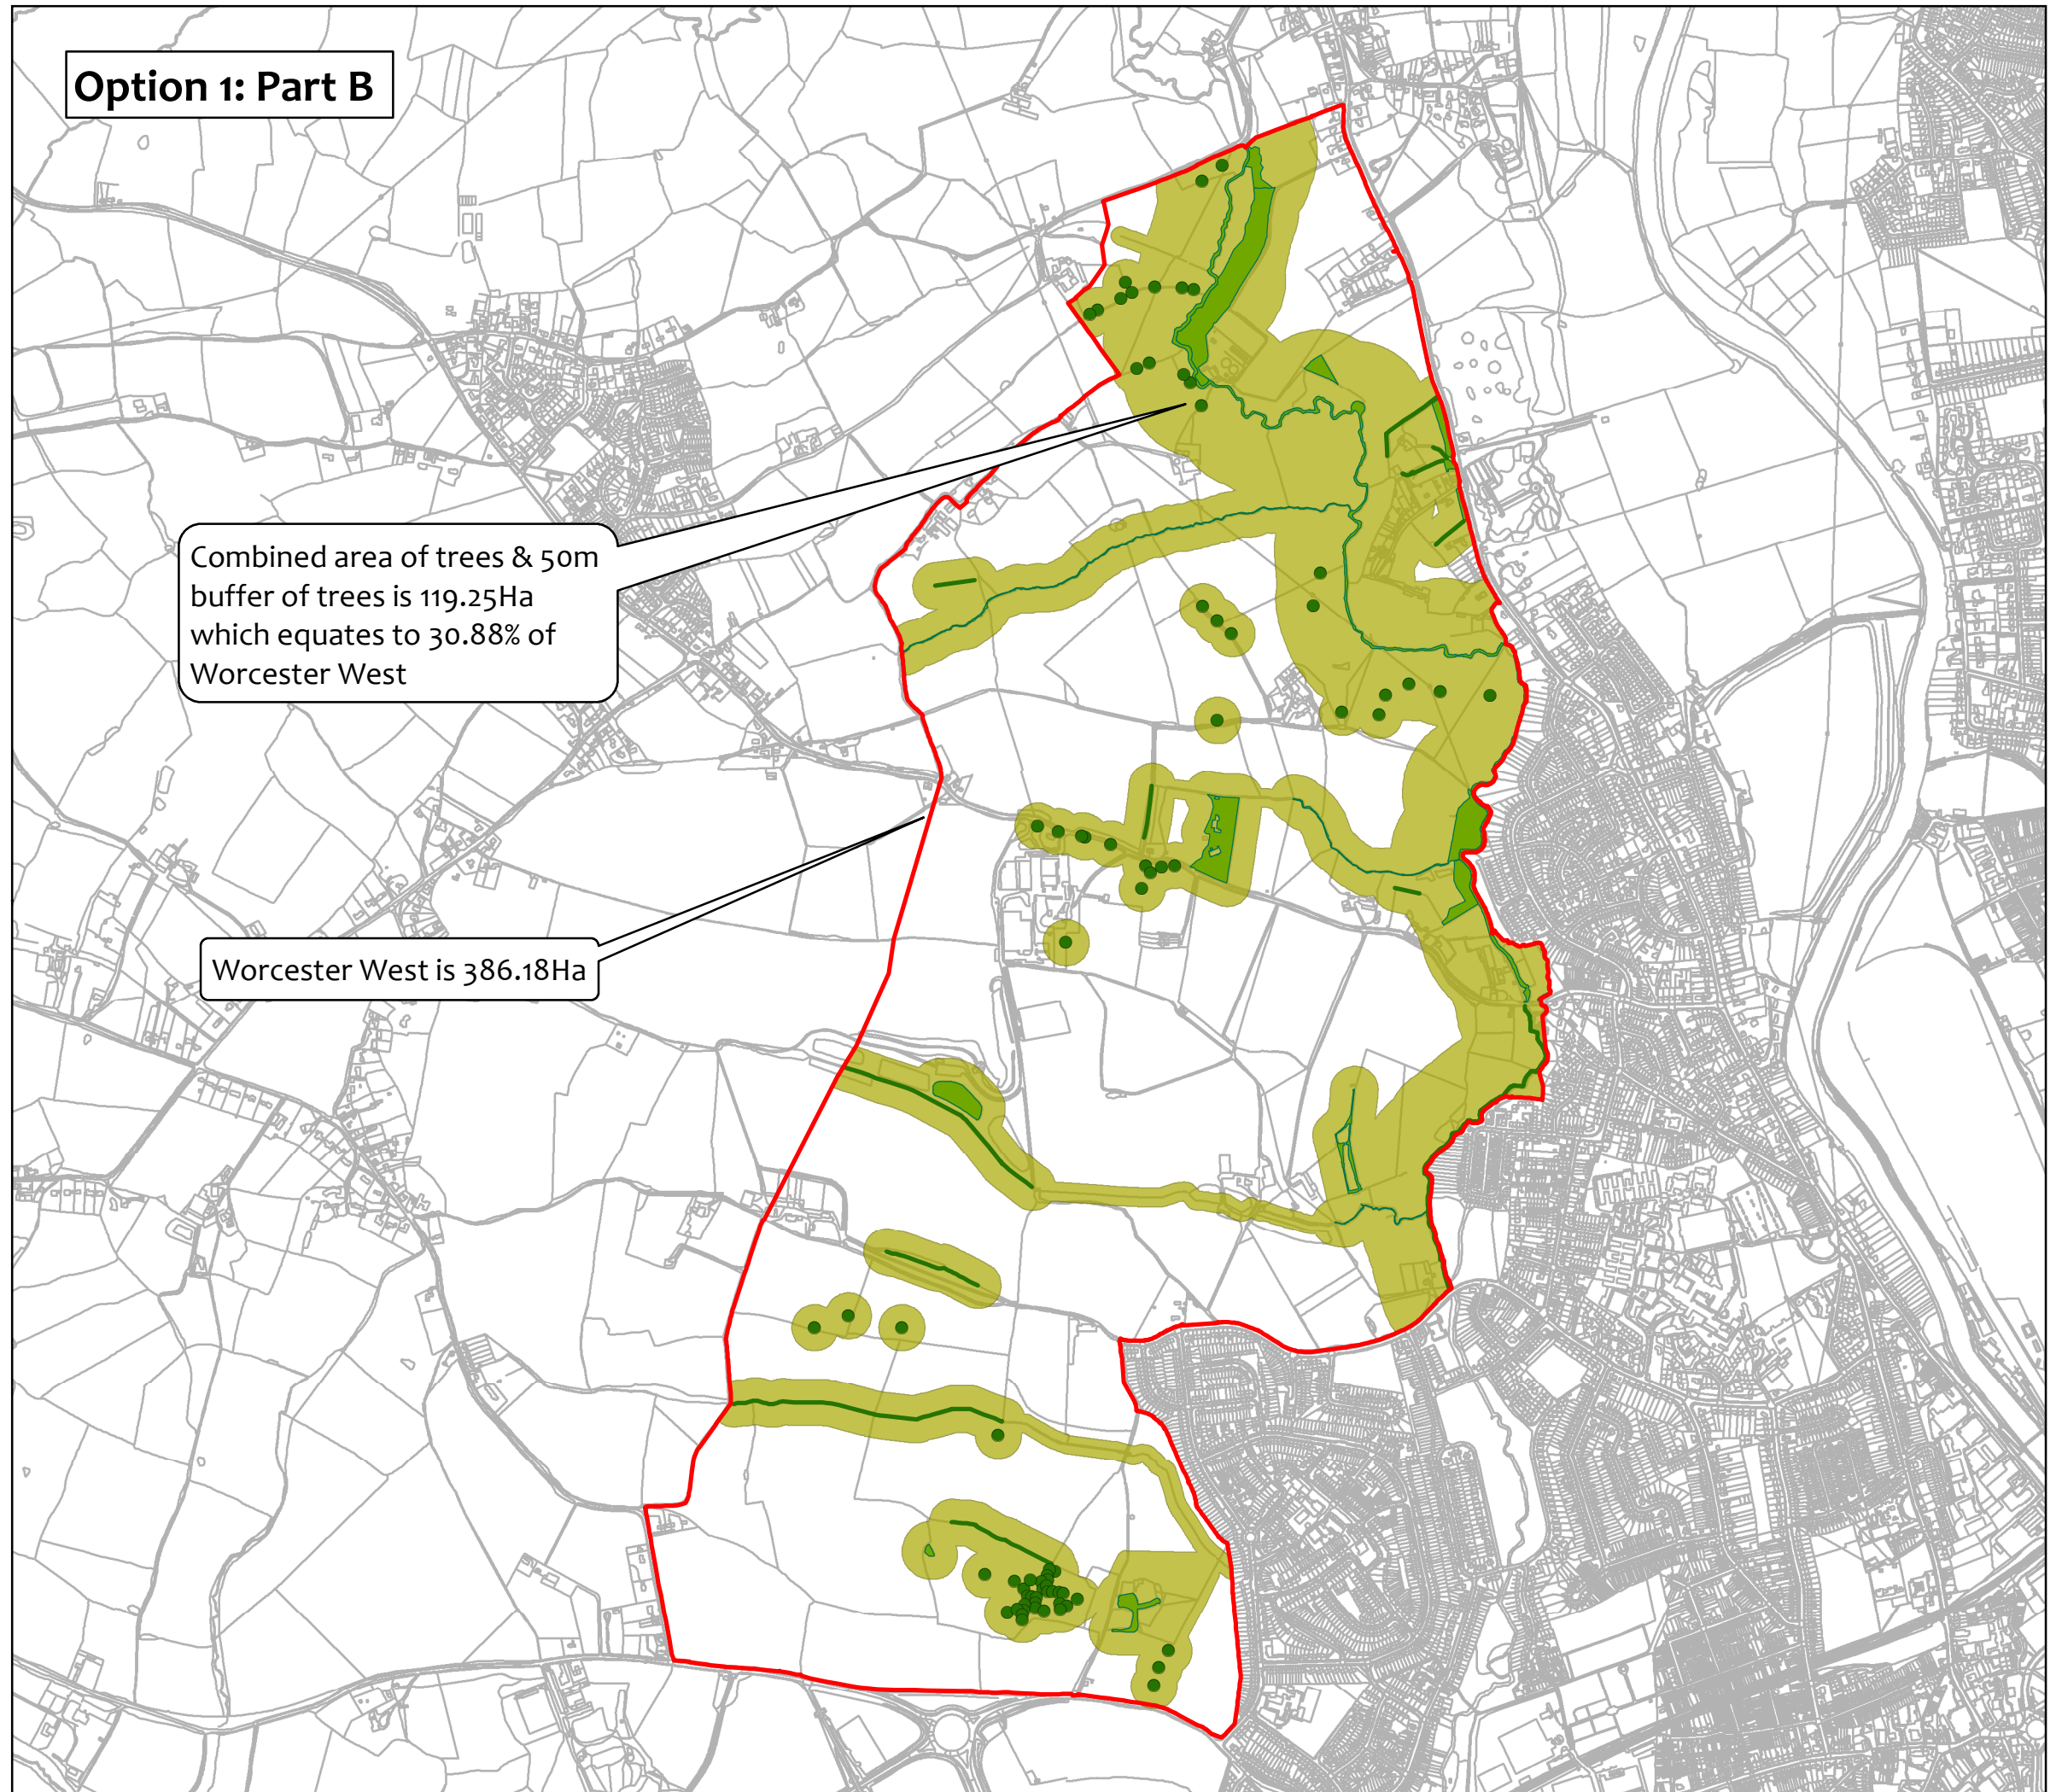 Option 1: Part B
Combined area of trees & 50m
buffer of trees is 119.25Ha
which equates to 30.88% of
Worcester West
Worcester West is 386.18Ha